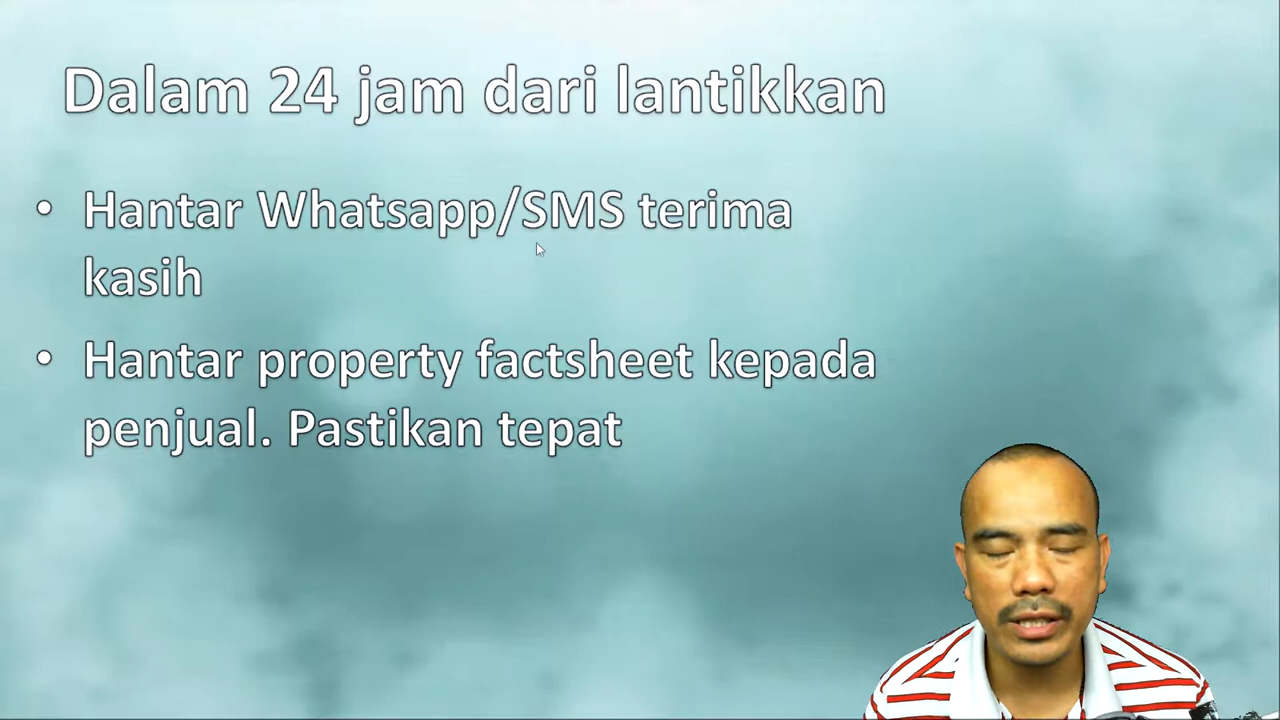 Dalam 24 jam dari lantikkan
• Hantar Whatsapp/SMS terima
kasih
• Hantar property factsheet kepada
penjual. Pastikan tepat